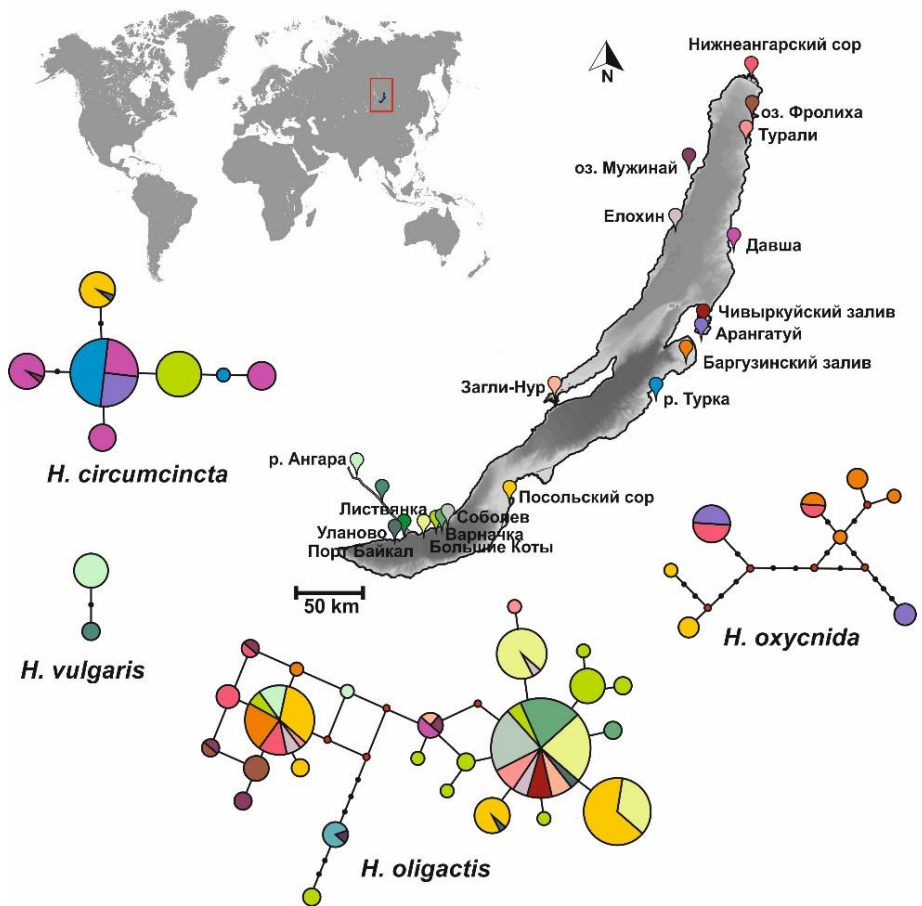 Нижнеангарский сор
N
оз. Фролиха
Турали
оз. Мужинай
Елохин
Давша
Чивыркуйский залив
Арангатуй
Баргузинский залив
Загли-Нур
р. Турка
H. circumcincta
р. Ангара
Посольский сор
Листвянка
Соболев
Уланово
Варначка
Порт Байкал
Большие Коты
50 km
H. oxycnida
H. vulgaris
H. oligactis